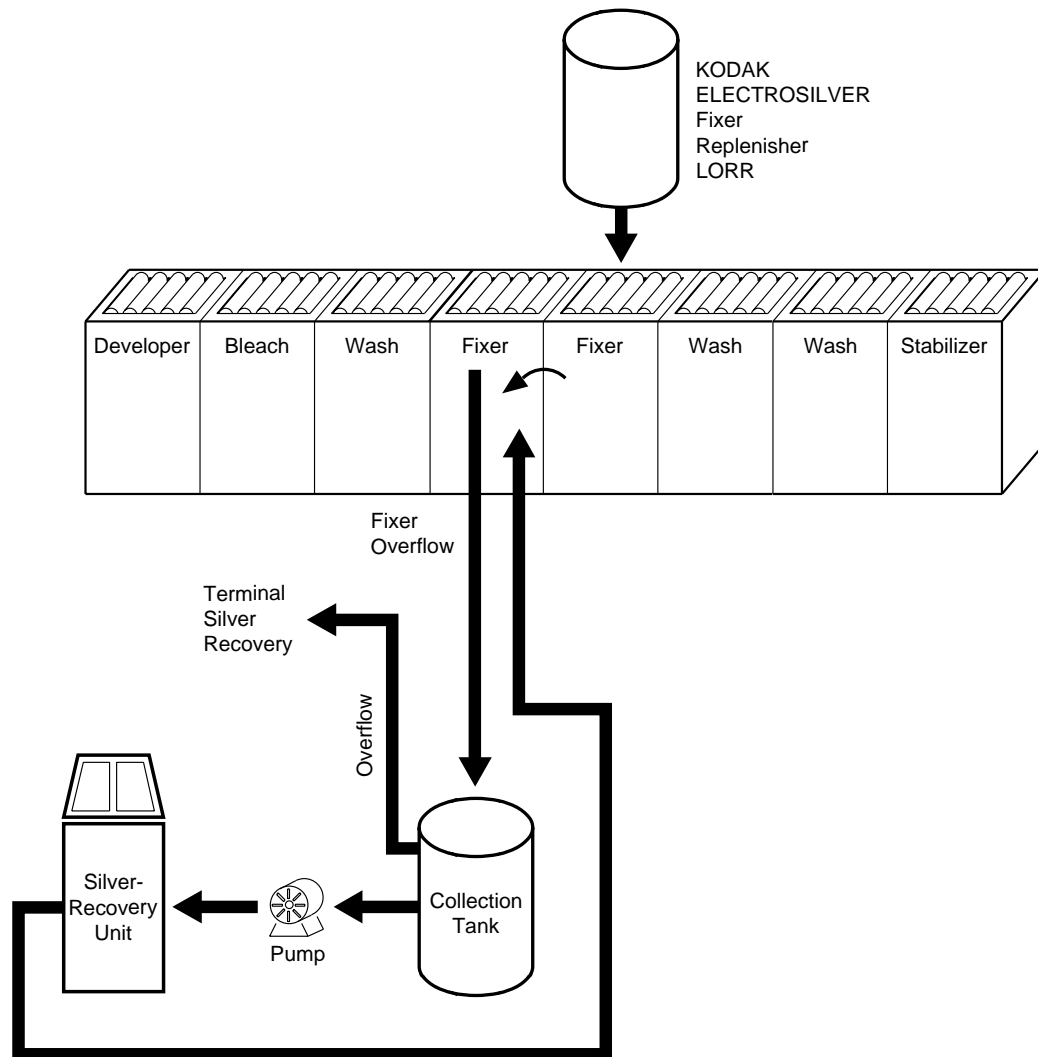 KODAK
ELECTROSILVER
Fixer
Replenisher
LORR
Developer Bleach Wash Fixer Fixer Wash Wash Stabilizer
Fixer
Overflow
Terminal
Silver
Recovery
Overflow
Silver-
Recovery
Unit
Pump
Collection
Tank